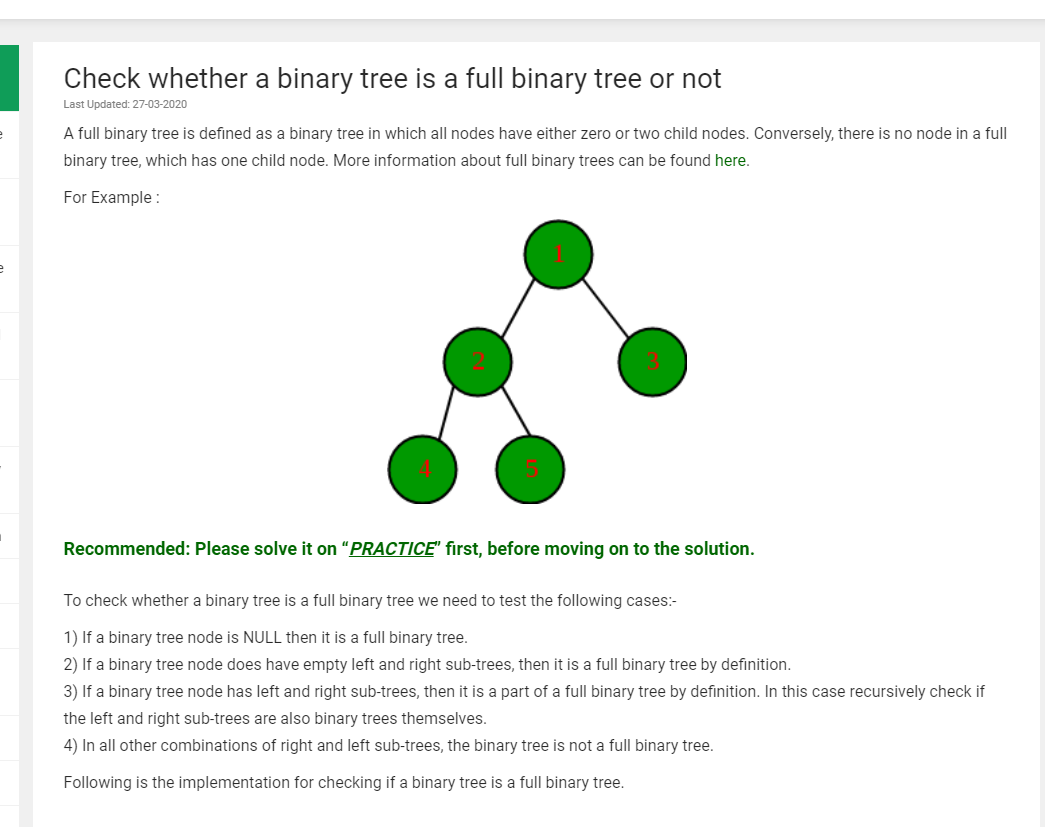 Check whether a binary tree is a full binary tree or not
Last Updated: 27-03-2020
A full binary tree is defined as a binary tree in which all nodes have either zero or two child nodes. Conversely, there is no node in a full
binary tree, which has one child node. More information about full binary trees can be found here.
For Example :
1
2
3
4
5
Recommended: Please solve it on “PRACTICE” first, before moving on to the solution.
To check whether a binary tree is a full binary tree we need to test the following cases:-
1) If a binary tree node is NULL then it is a full binary tree.
2) If a binary tree node does have empty left and right sub-trees, then it is a full binary tree by definition.
3) If a binary tree node has left and right sub-trees, then it is a part of a full binary tree by definition. In this case recursively check if
the left and right sub-trees are also binary trees themselves.
4) In all other combinations of right and left sub-trees, the binary tree is not a full binary tree.
Following is the implementation for checking if a binary tree is a full binary tree.